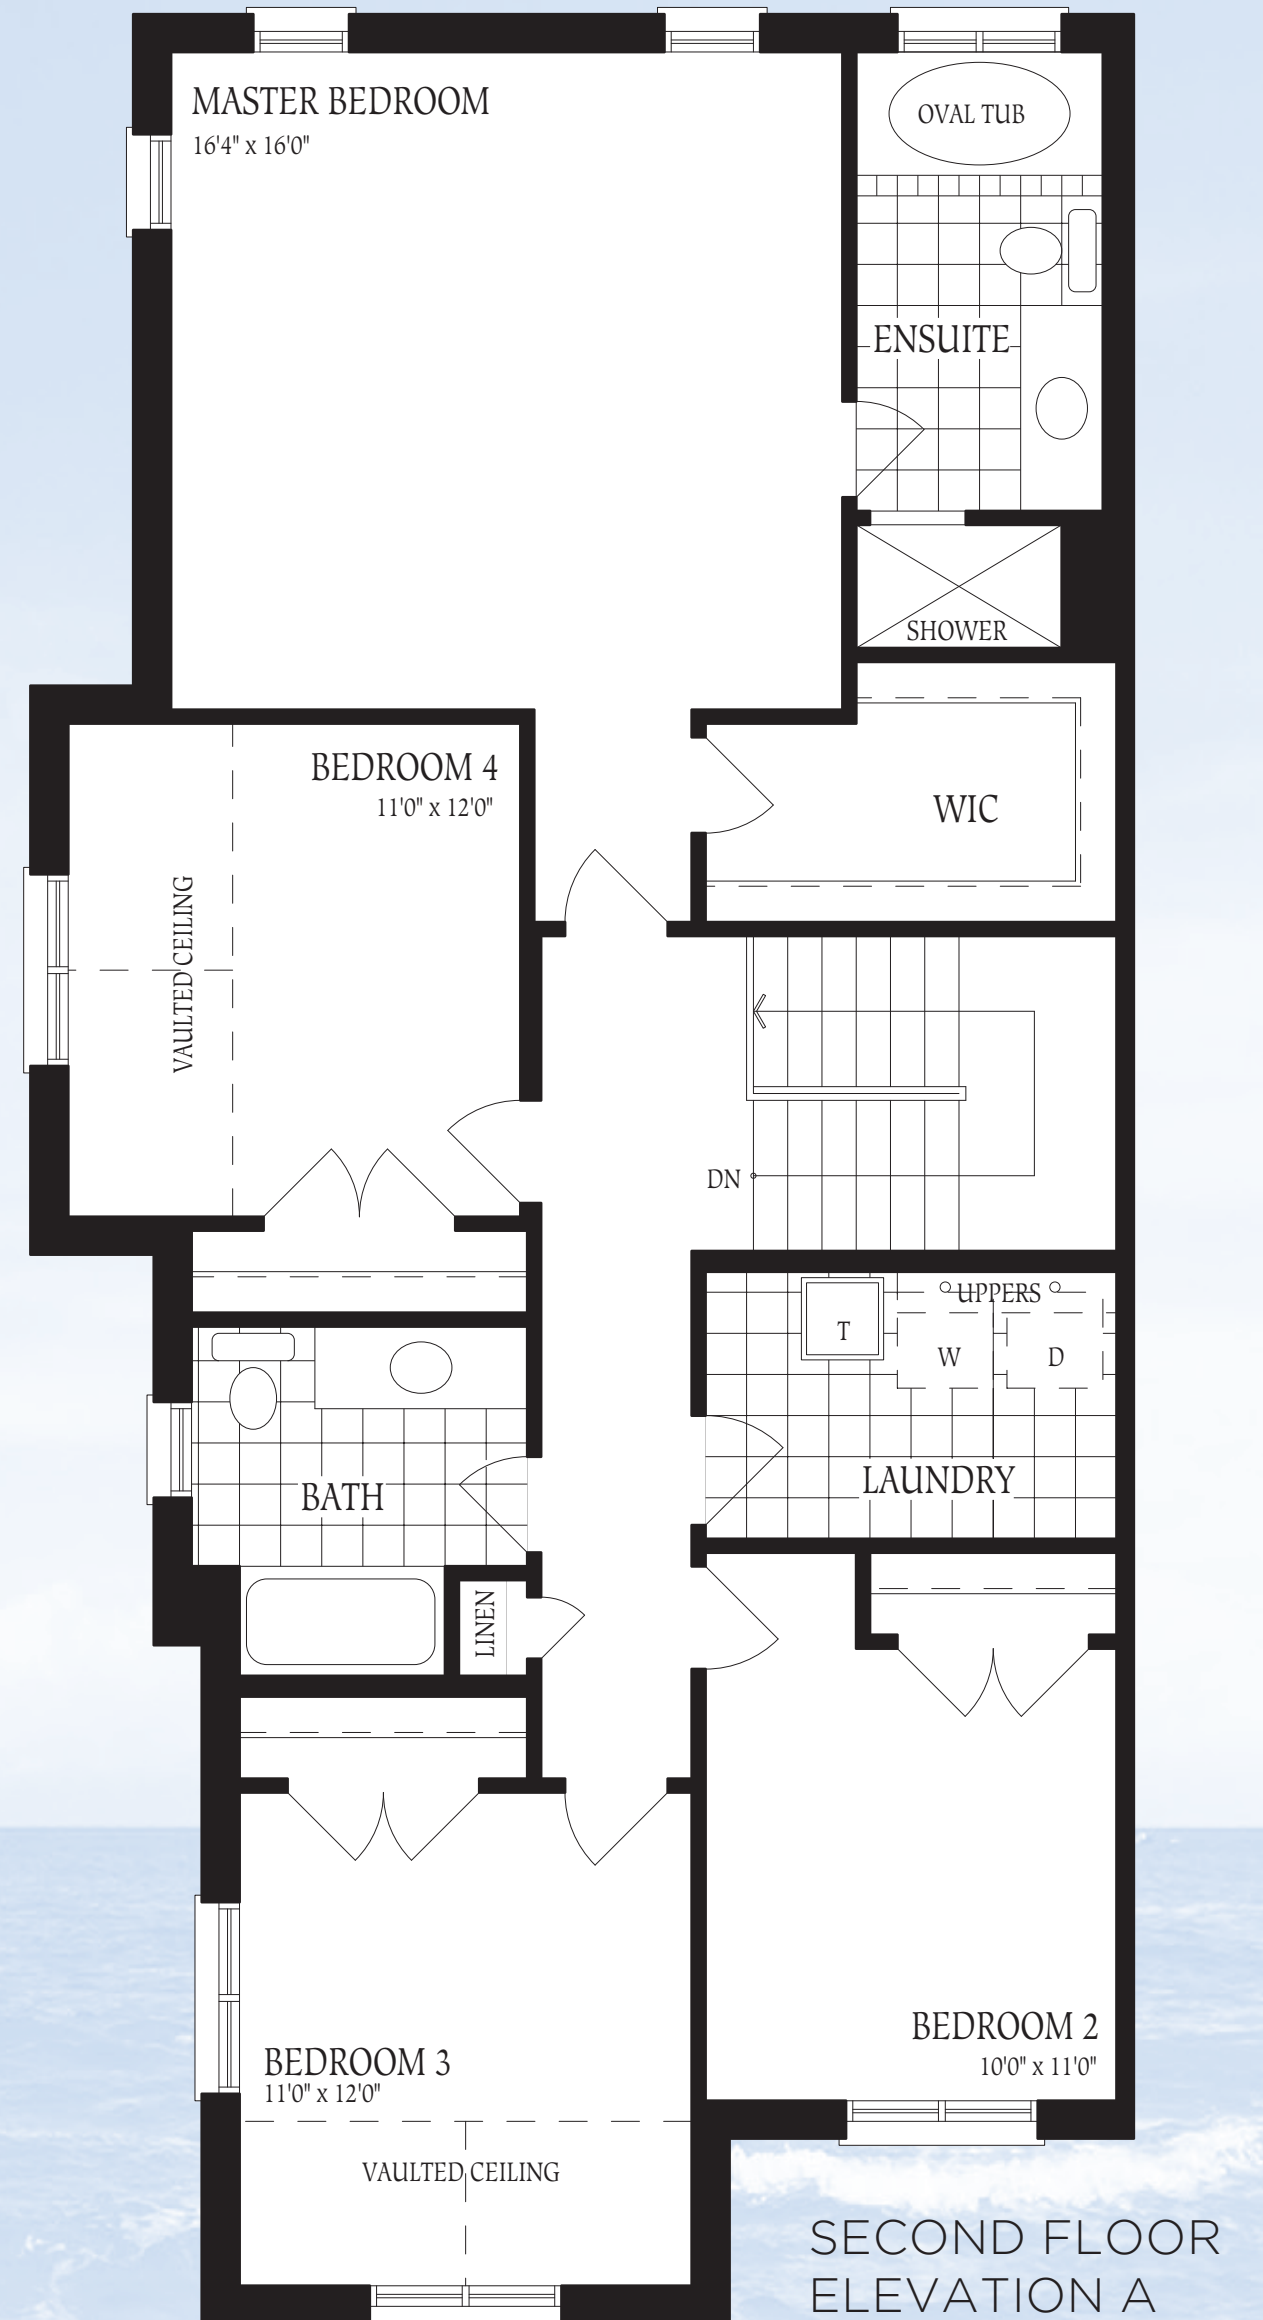 MASTER BEDROOM
16'4" x 16'0"
OVAL TUB
ENSUITE
SHOWER
BEDROOM 4
11'0" x 12'0"
VAULTED CEILING
WIC
DN
UPPERS
T
W
D
LAUNDRY
BATH
LINEN
BEDROOM 2
10'0" x 11'0"
BEDROOM 3
11'0" x 12'0"
VAULTED CEILING
SECOND FLOOR
ELEVATION A